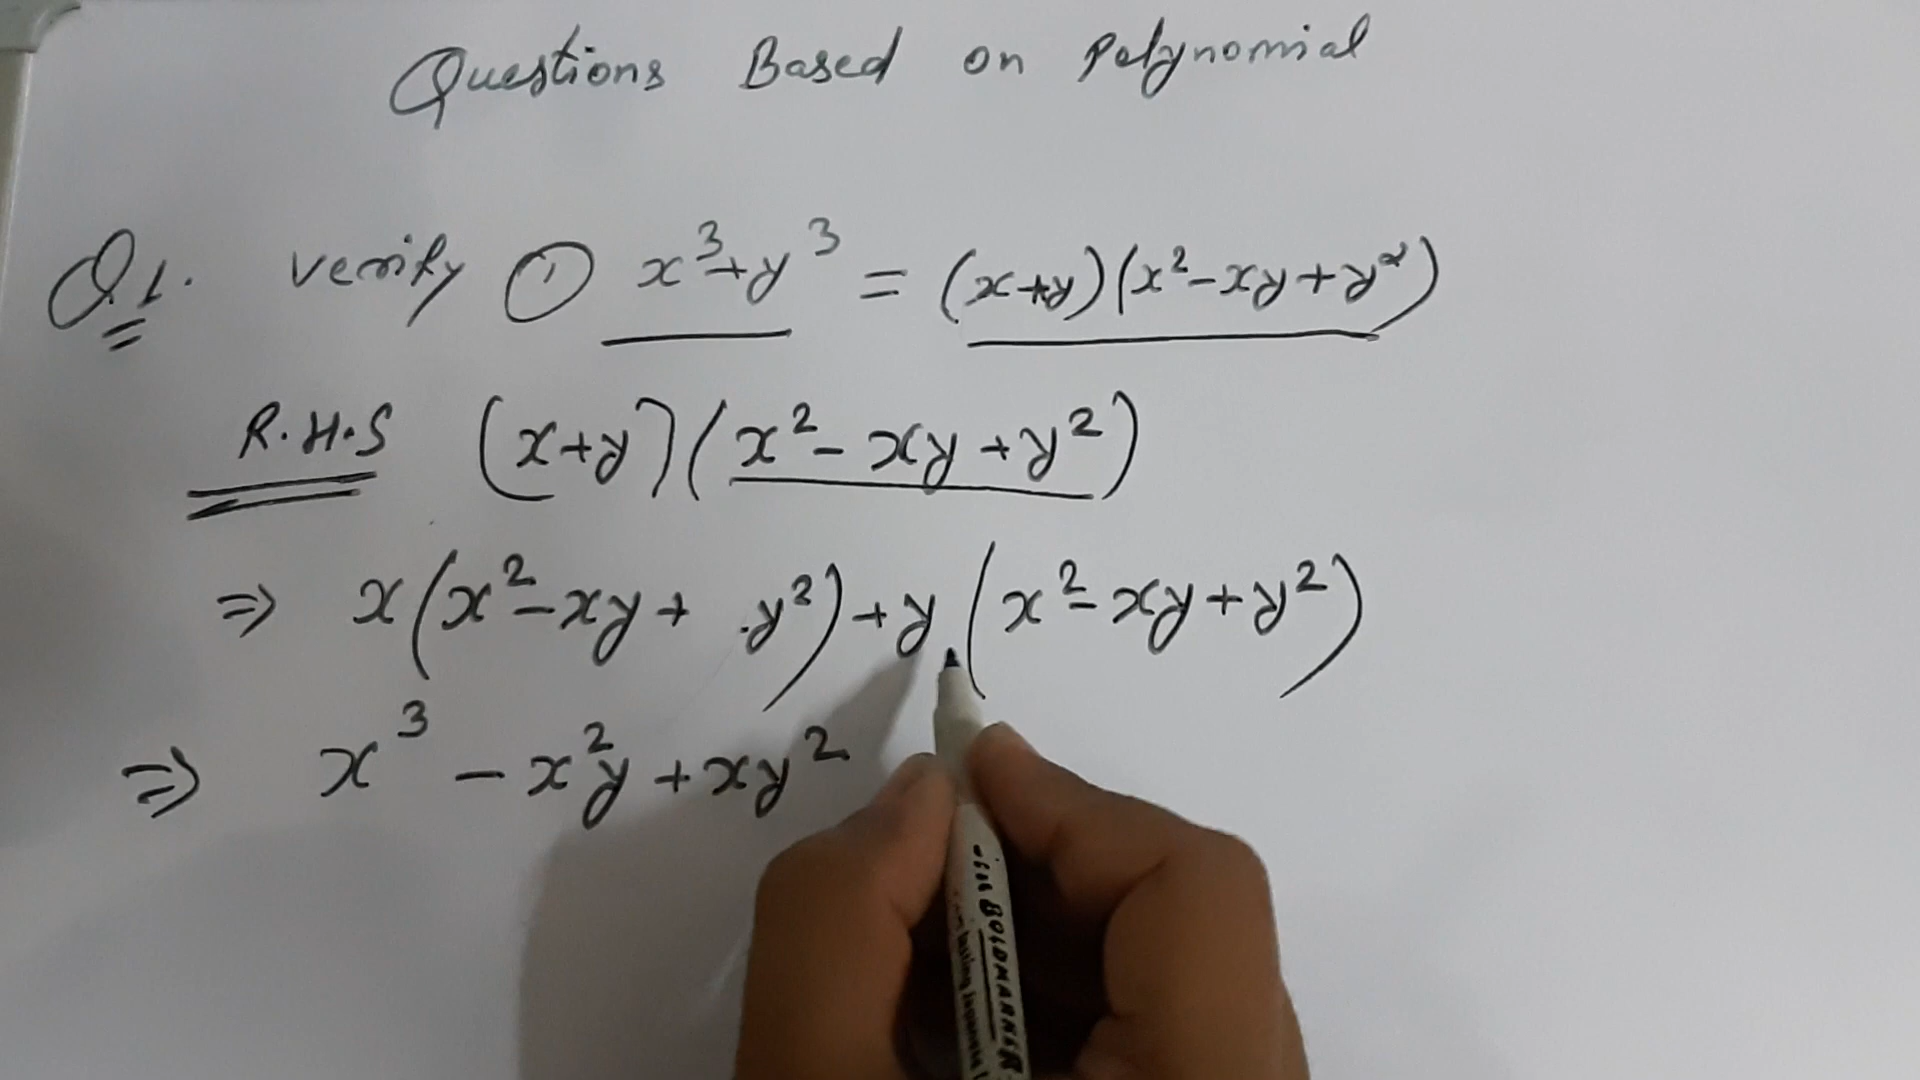 Questions Based on Polynomial
Q1. verify ① x³+y³ = (x+y)(x²-xy+y²)
R.H.S (x+y)(x²-xy+y²)
⇒ x(x²-xy+ y²)+y(x²-xy+y²)
⇒ x³-x²y+xy²
BOLDMARKER